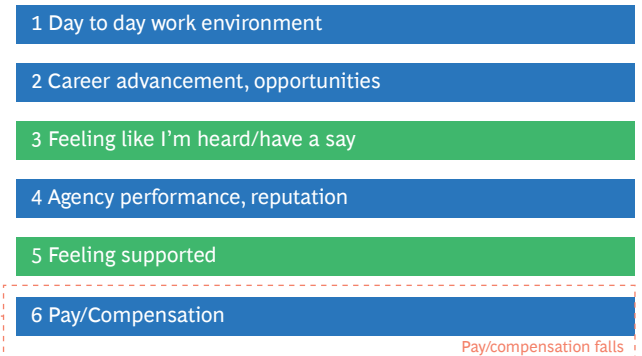 1 Day to day work environment
2 Career advancement, opportunities
3 Feeling like I'm heard/have a say
4 Agency performance, reputation
5 Feeling supported
6 Pay/Compensation
Pay/compensation falls